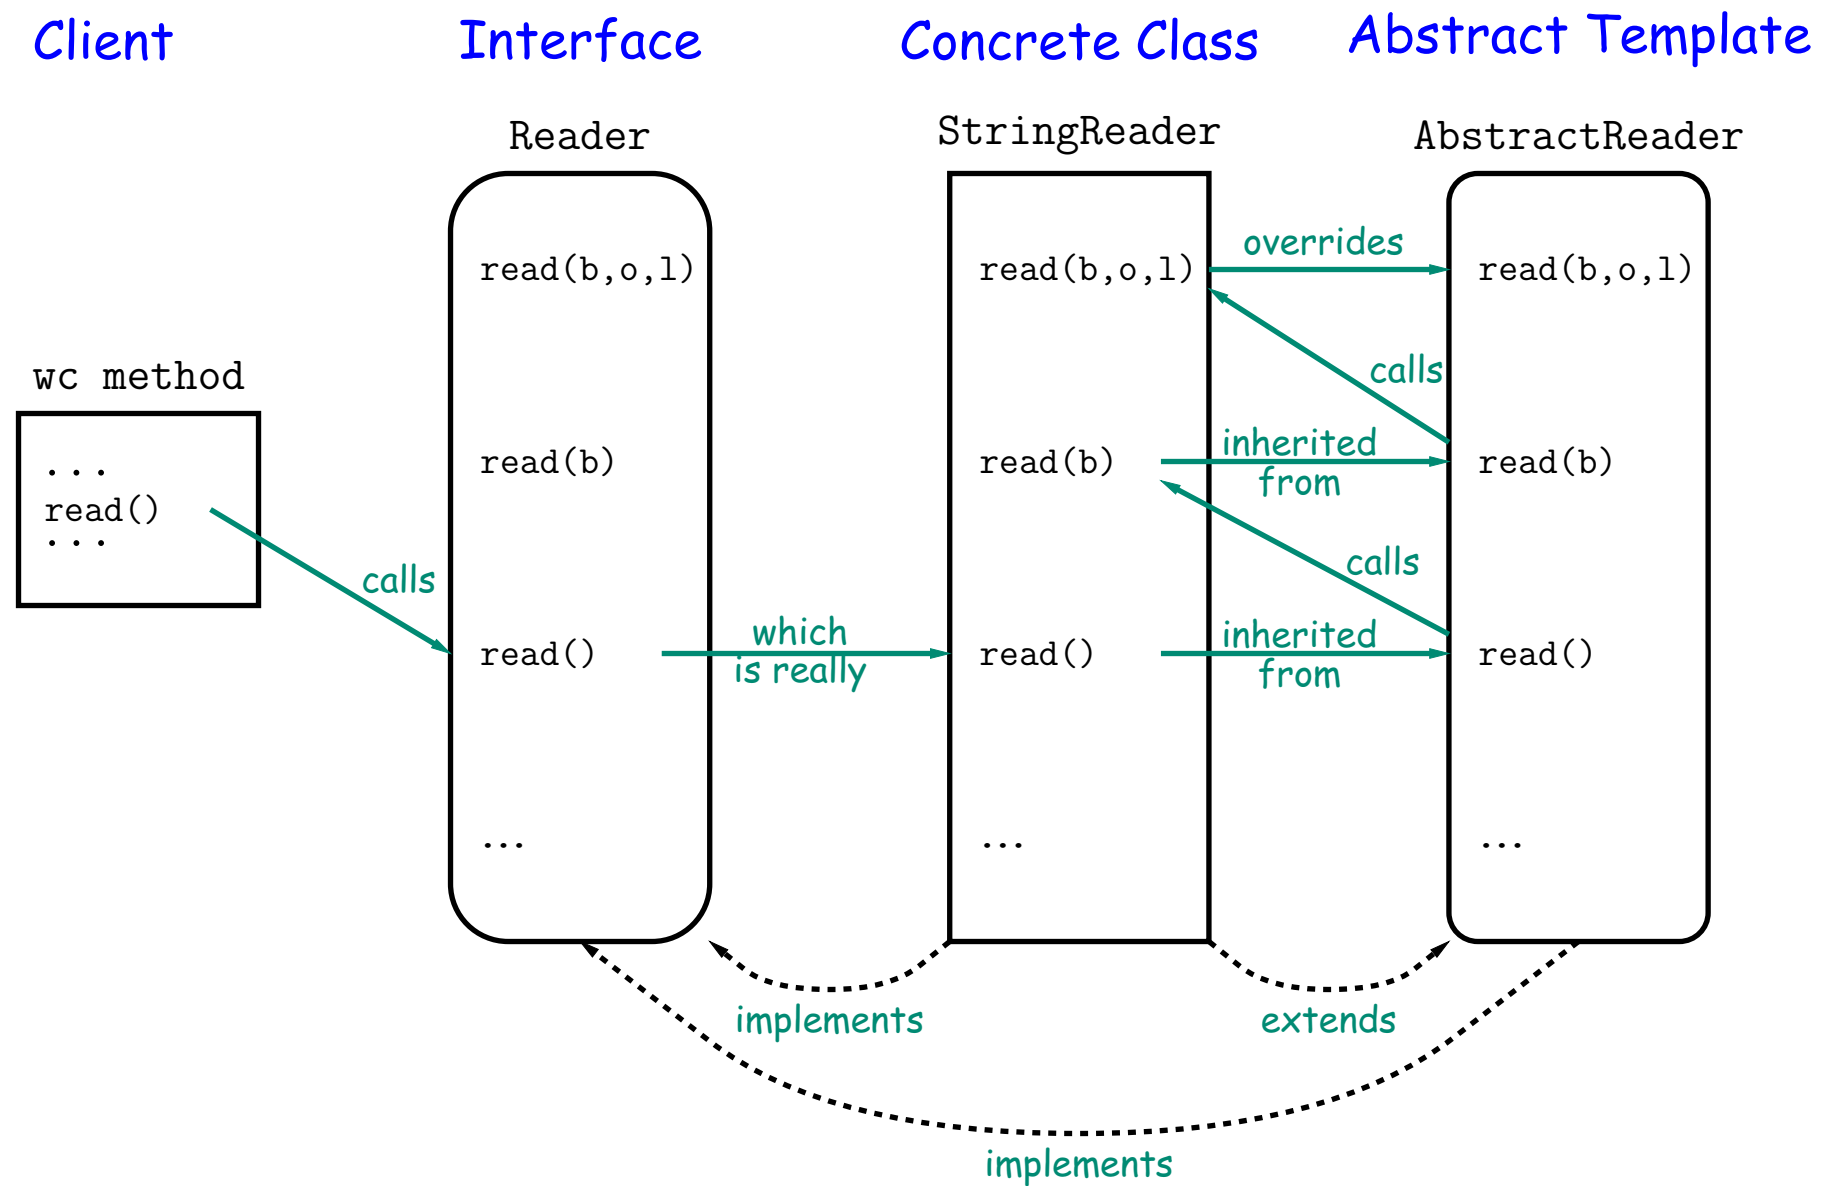 Client
Interface
Concrete Class
Abstract Template
Reader
StringReader
AbstractReader
wc method
...
read()
...
calls
read(b,o,l)
read(b)
read()
...
which
is really
read(b,o,l)
read(b)
read()
...
overrides
calls
inherited
from
calls
inherited
from
read(b,o,l)
read(b)
read()
...
implements
extends
implements